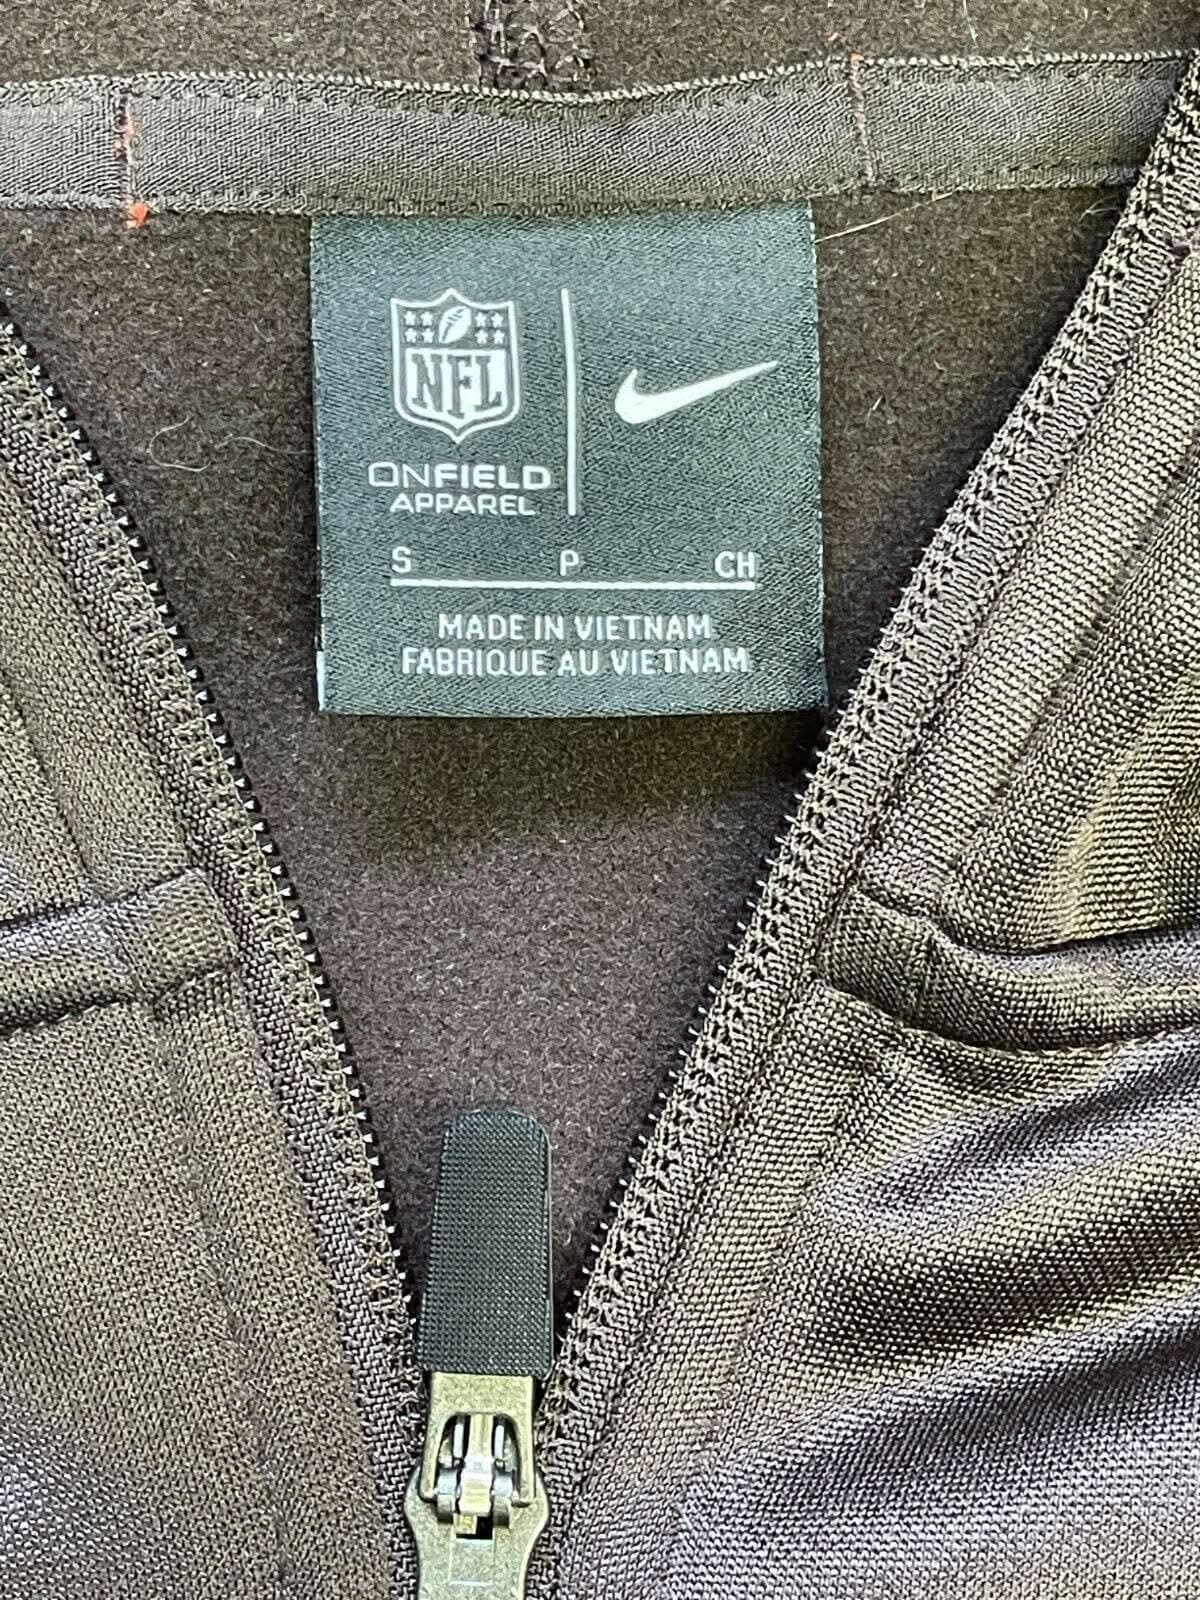 NFL
ONFIELD
APPAREL
S P CH
MADE IN VIETNAM
FABRIQUE AU VIETNAM